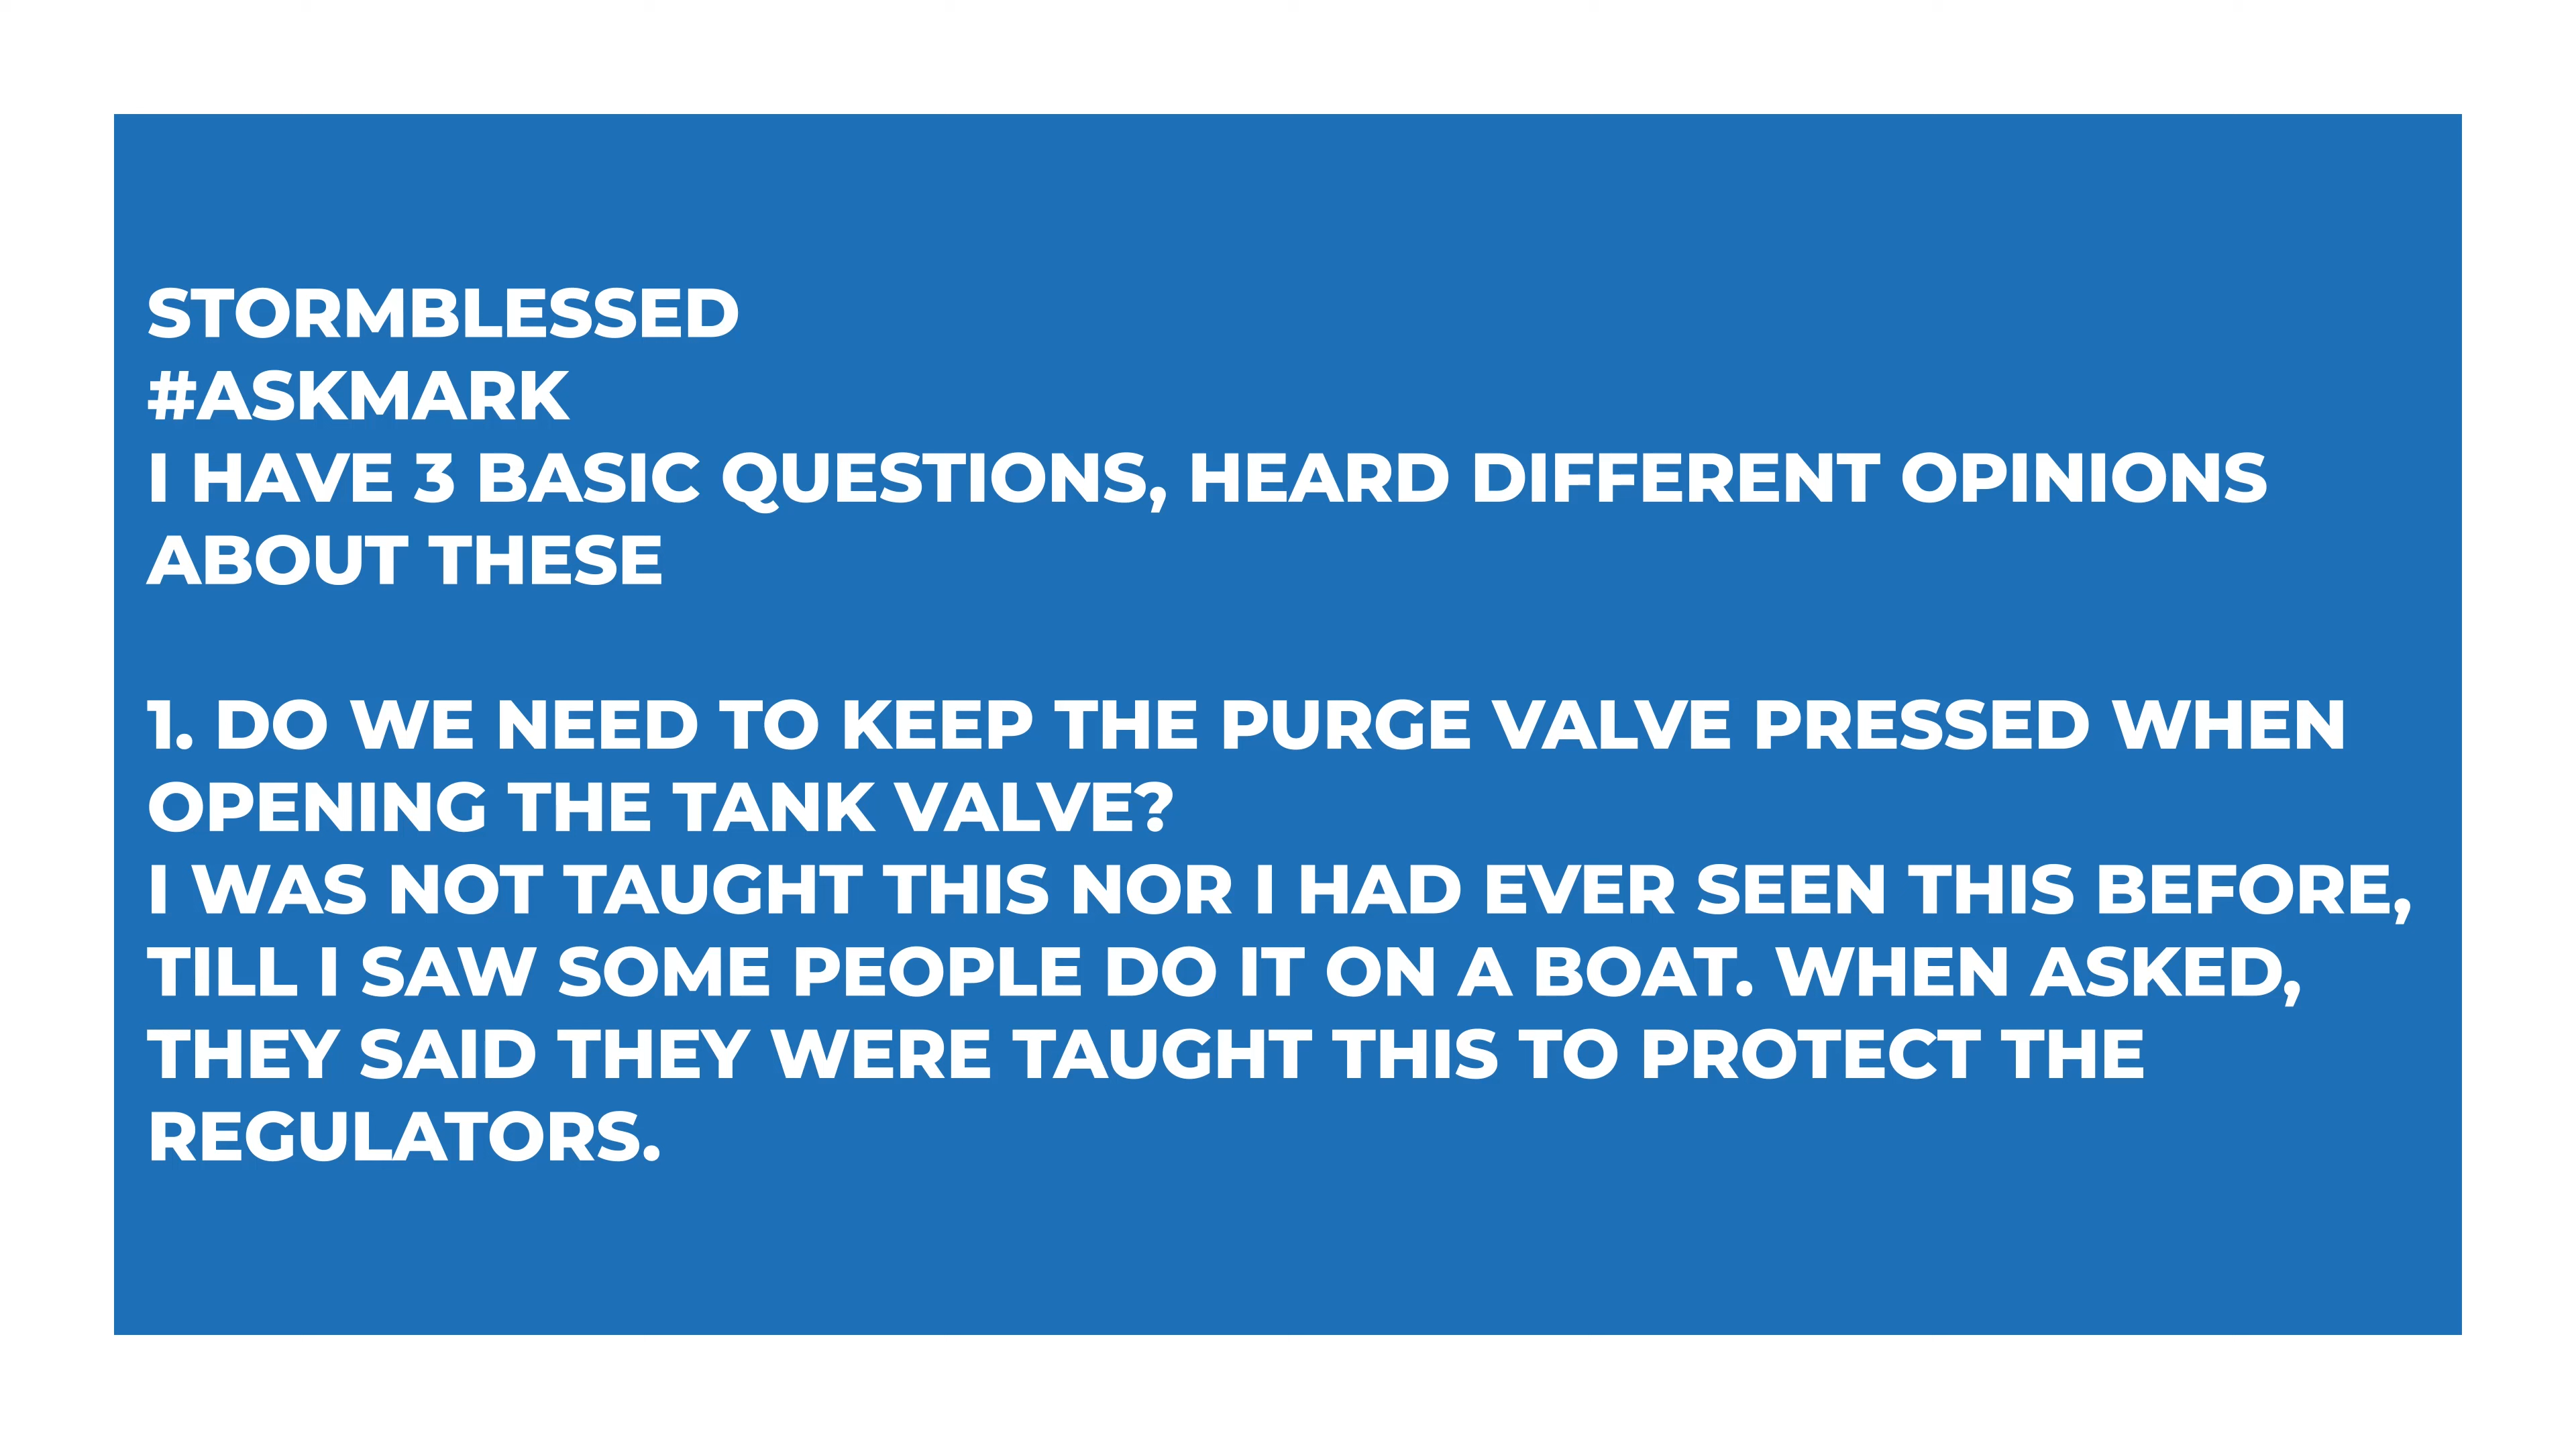 STORMBLESSED
#ASKMARK
I HAVE 3 BASIC QUESTIONS, HEARD DIFFERENT OPINIONS
ABOUT THESE
1. DO WE NEED TO KEEP THE PURGE VALVE PRESSED WHEN
OPENING THE TANK VALVE?
I WAS NOT TAUGHT THIS NOR I HAD EVER SEEN THIS BEFORE,
TILL I SAW SOME PEOPLE DO IT ON A BOAT. WHEN ASKED,
THEY SAID THEY WERE TAUGHT THIS TO PROTECT THE
REGULATORS.